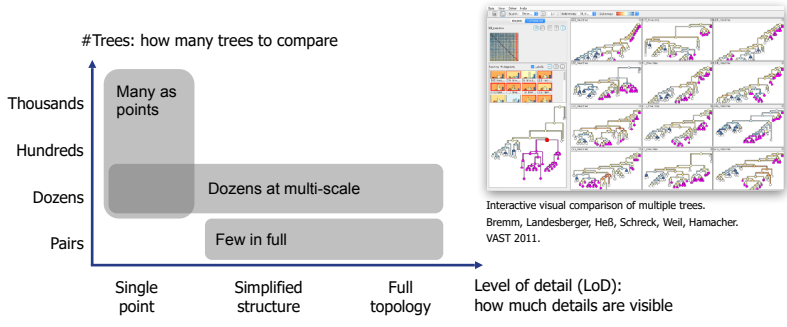 #Trees: how many trees to compare
Thousands
Hundreds
Dozens
Pairs
Many as
points
Dozens at multi-scale
Few in full
Single
point
Simplified
structure
Full
topology
Level of detail (LoD):
how much details are visible
Interactive visual comparison of multiple trees.
Bremm, Landesberger, Heß, Schreck, Weil, Hamacher.
VAST 2011.